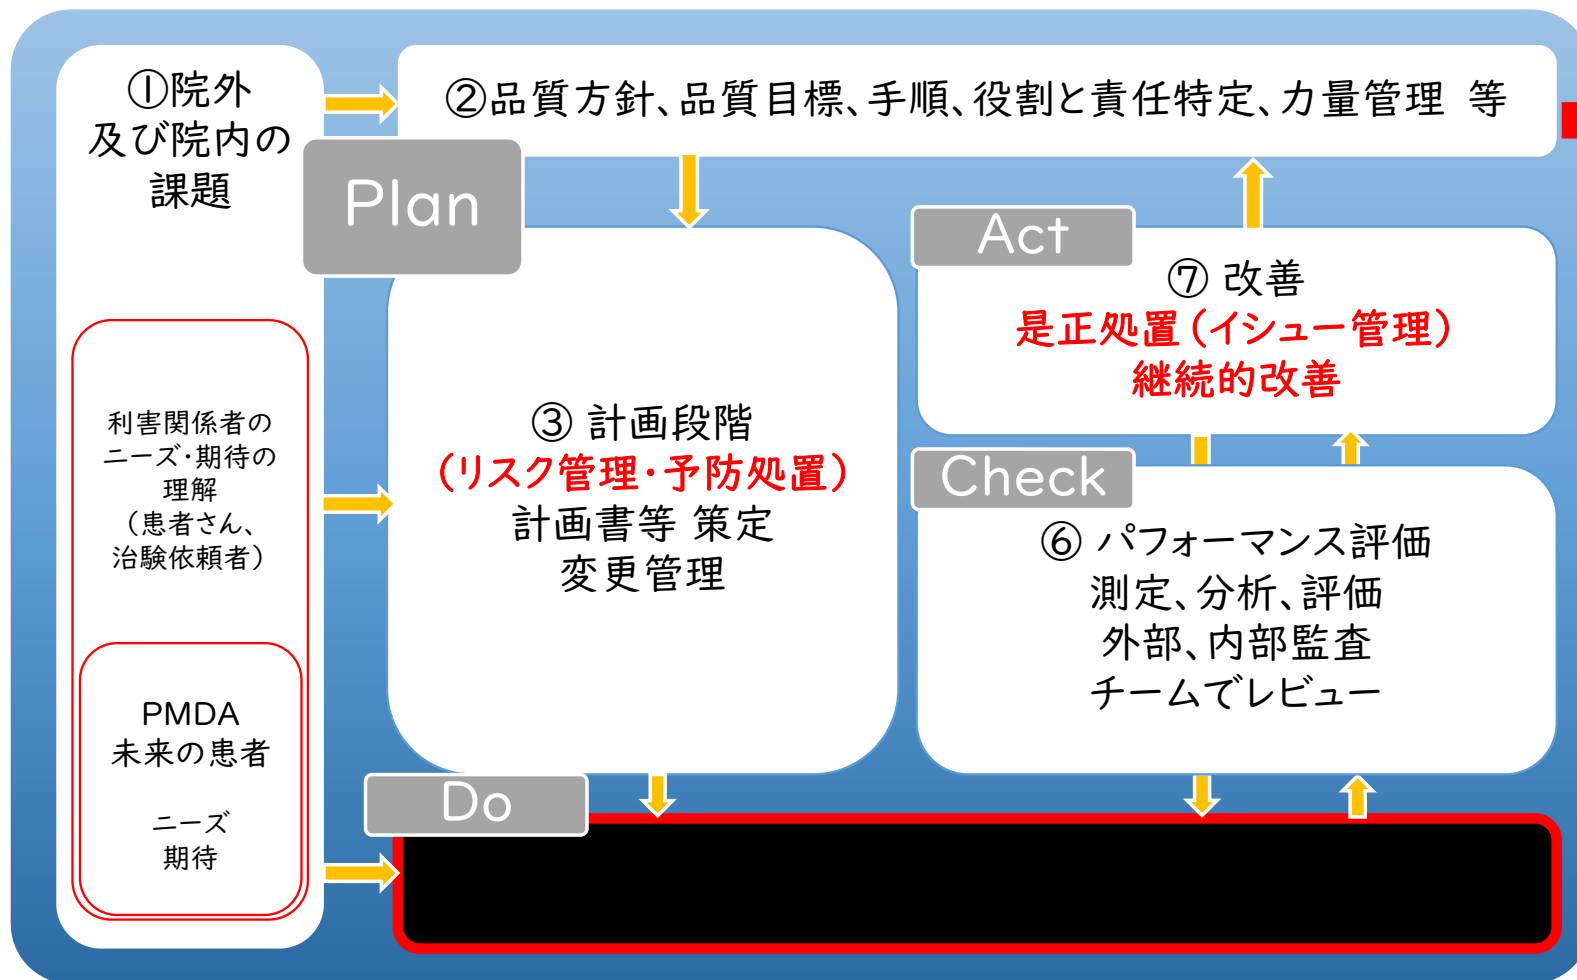 ①院外
及び院内の
課題
②品質方針、品質目標、手順、役割と責任特定、力量管理 等
Plan
Act
⑦ 改善
是正処置（イシュー管理）
継続的改善
利害関係者の
ニーズ・期待の
理解
（患者さん、
治験依頼者）
③ 計画段階
（リスク管理・予防処置）
計画書等 策定
変更管理
Check
⑥ パフォーマンス評価
測定、分析、評価
外部、内部監査
チームでレビュー
PMDA
未来の患者
ニーズ
期待
Do